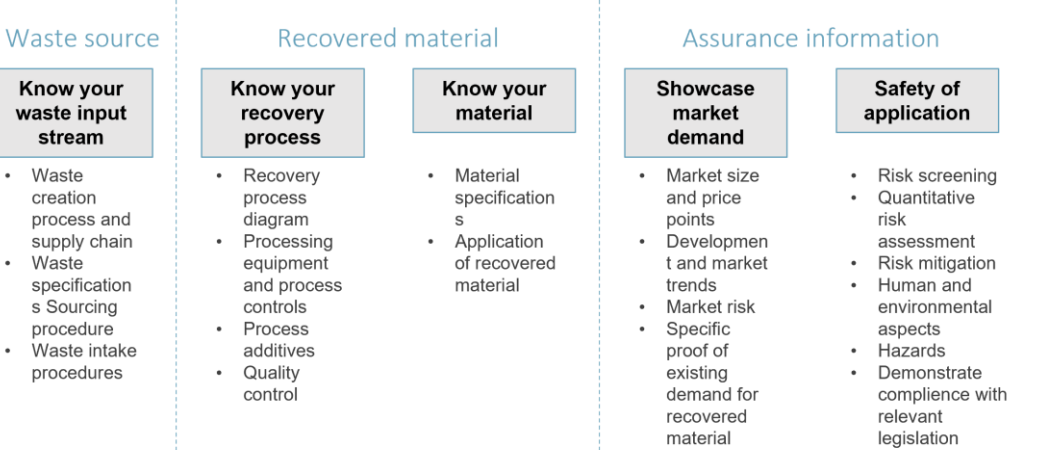 Waste source
Recovered material
Assurance information
Know your
waste input
stream
• Waste
creation
process and
supply chain
• Waste
specification
s Sourcing
procedure
• Waste intake
procedures
Know your
recovery
process
• Recovery
process
diagram
• Processing
equipment
and process
controls
• Process
additives
• Quality
control
Know your
material
• Material
specification
s
• Application
of recovered
material
Showcase
market
demand
• Market size
and price
points
• Developmen
t and market
trends
• Market risk
• Specific
proof of
existing
demand for
recovered
material
Safety of
application
• Risk screening
• Quantitative
risk
assessment
• Risk mitigation
• Human and
environmental
aspects
• Hazards
• Demonstrate
complience with
relevant
legislation